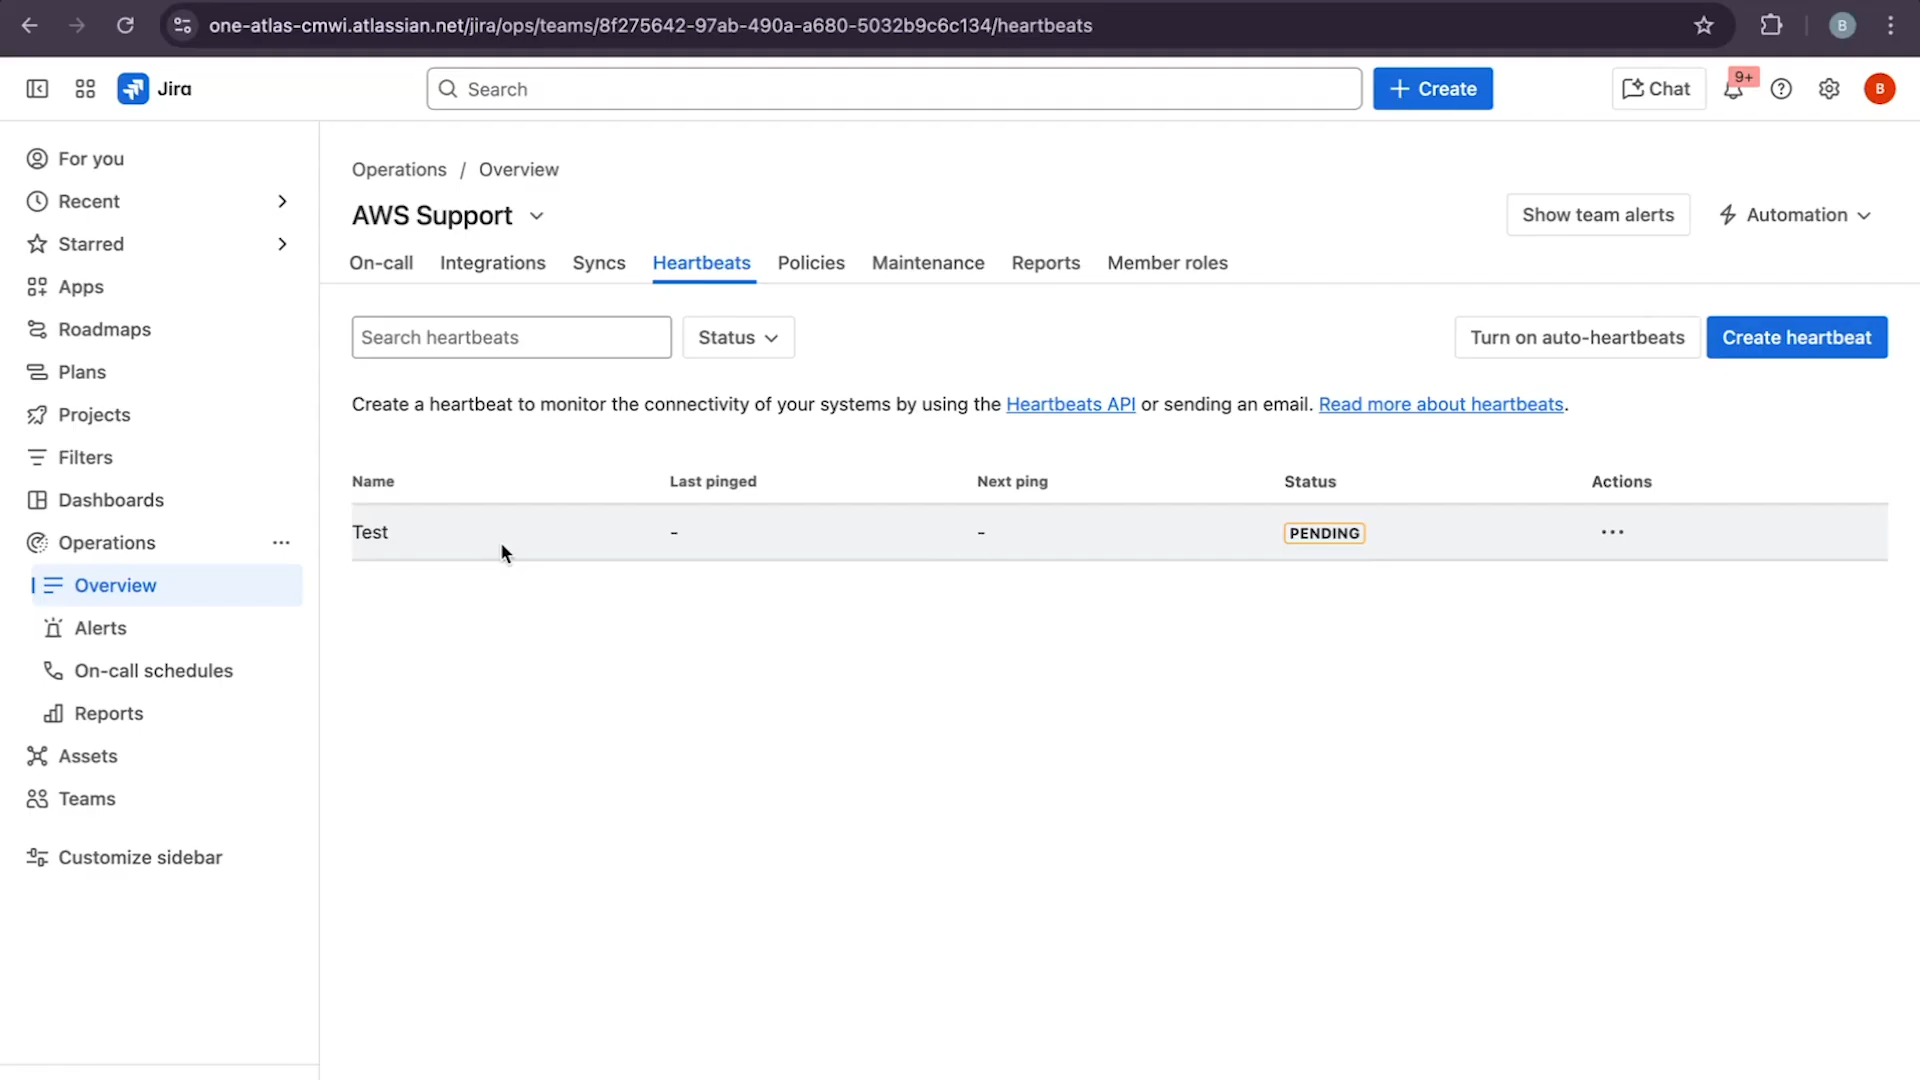 one-atlas-cmwi.atlassian.net/jira/ops/teams/8f275642-97ab-490a-a680-5032b9c6c134/heartbeats
B
Jira
Search
+ Create
Chat
9+
B
For you
Recent
Starred
Apps
Roadmaps
Plans
Projects
Filters
Dashboards
Operations
Overview
Alerts
On-call schedules
Reports
Assets
Teams
Customize sidebar
Operations / Overview
AWS Support
Show team alerts
Automation
On-call Integrations Syncs Heartbeats Policies Maintenance Reports Member roles
Search heartbeats
Status
Turn on auto-heartbeats
Create heartbeat
Create a heartbeat to monitor the connectivity of your systems by using the Heartbeats API or sending an email. Read more about heartbeats.
Name Last pinged Next ping Status Actions
Test - - PENDING ...